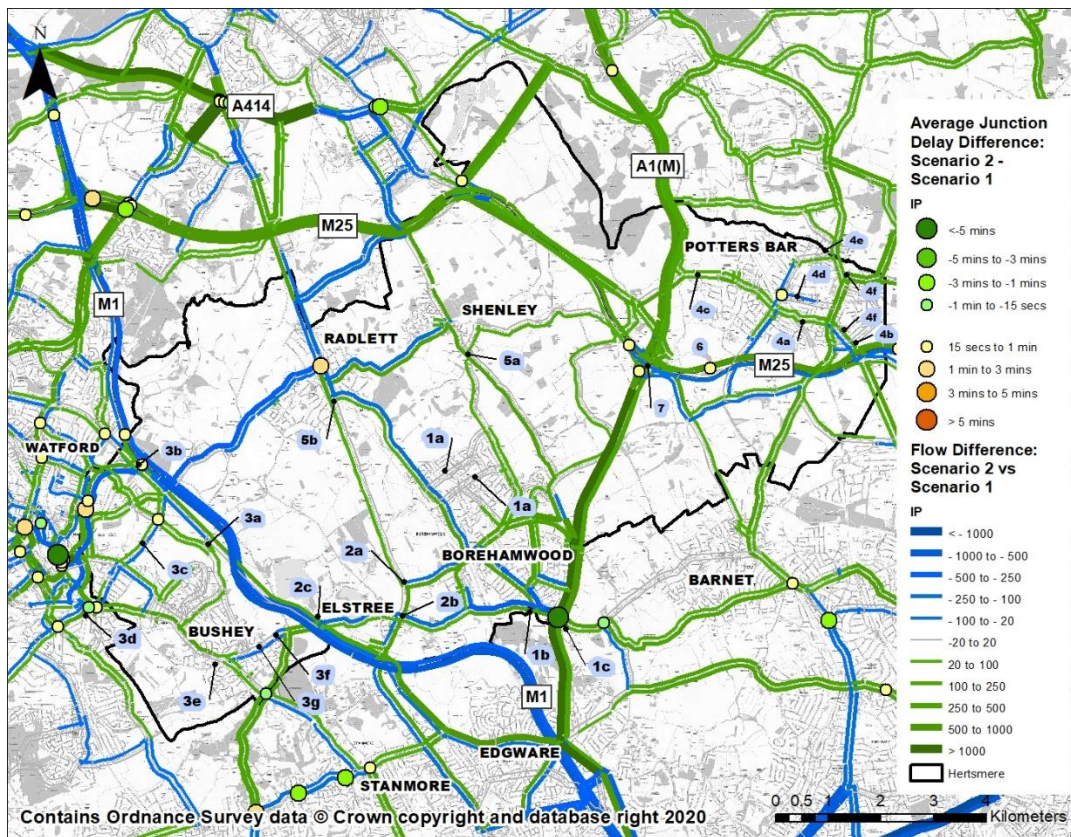 N
A414
A1(M)
M25
POTTERS BAR
4e
4d
4f
M1
SHENLEY
4c
4f
RADLETT
4a
4b
5a
6
M25
7
5b
1a
WATFORD
3b
1a
3a
2a
BOREHAMWOOD
3c
2c
BARNET
ELSTREE
2b
3d
BUSHEY
3f
1b
1c
3e
3g
M1
EDGWARE
STANMORE
Average Junction
Delay Difference:
Scenario 2 -
Scenario 1
IP
<-5 mins
-5 mins to -3 mins
-3 mins to -1 mins
-1 min to -15 secs
15 secs to 1 min
1 min to 3 mins
3 mins to 5 mins
> 5 mins
Flow Difference:
Scenario 2 vs
Scenario 1
IP
< - 1000
- 1000 to - 500
- 500 to - 250
- 250 to - 100
- 100 to - 20
-20 to 20
20 to 100
100 to 250
250 to 500
500 to 1000
> 1000
Hertsmere
0 0.5 1 2 3 4
Kilometers
Contains Ordnance Survey data © Crown copyright and database right 2020